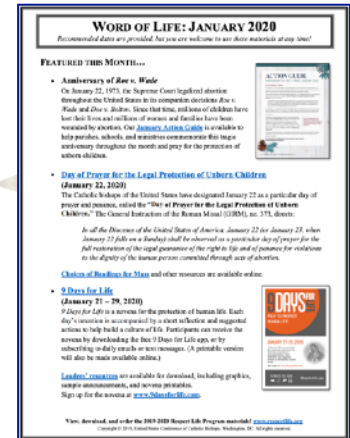 WORD OF LIFE: JANUARY 2020
Recommended dates are provided, but you are welcome to use these materials at any time!
FEATURED THIS MONTH...
• Anniversary of Roe v. Wade
On January 22, 1973, the Supreme Court legalized abortion
throughout the United States in its companion decisions Roe v.
Wade and Doe v. Bolton. Since that time, millions of children have
lost their lives and millions of women and families have been
wounded by abortion. Our January Action Guide is available to
help parishes, schools, and ministries commemorate this tragic
anniversary throughout the month and pray for the protection of
unborn children.
ACTION GUIDE
• Day of Prayer for the Legal Protection of Unborn Children
(January 22, 2020)
The Catholic bishops of the United States have designated January 22 as a particular day of
prayer and penance, called the "Day of Prayer for the Legal Protection of Unborn
Children." The General Instruction of the Roman Missal (GIRM), no. 373, directs:
In all the Dioceses of the United States of America, January 22 (or January 23, when
January 22 falls on a Sunday) shall be observed as a particular day of prayer for the
full restoration of the legal guarantee of the right to life and of penance for violations
to the dignity of the human person committed through acts of abortion.
Choices of Readings for Mass and other resources are available online.
• 9 Days for Life
(January 21 – 29, 2020)
9 Days for Life is a novena for the protection of human life. Each
day's intention is accompanied by a short reflection and suggested
actions to help build a culture of life. Participants can receive the
novena by downloading the free 9 Days for Life app, or by
subscribing to daily emails or text messages. (A printable version
will also be made available online.)
Leaders' resources are available for download, including graphics,
sample announcements, and novena printables.
Sign up for the novena at www.9daysforlife.com.
9 DAYS FOR LIFE
View, download, and order the 2019-2020 Respect Life Program materials! www.respectlife.org
Copyright © 2019, United States Conference of Catholic Bishops, Washington, DC. All rights reserved.